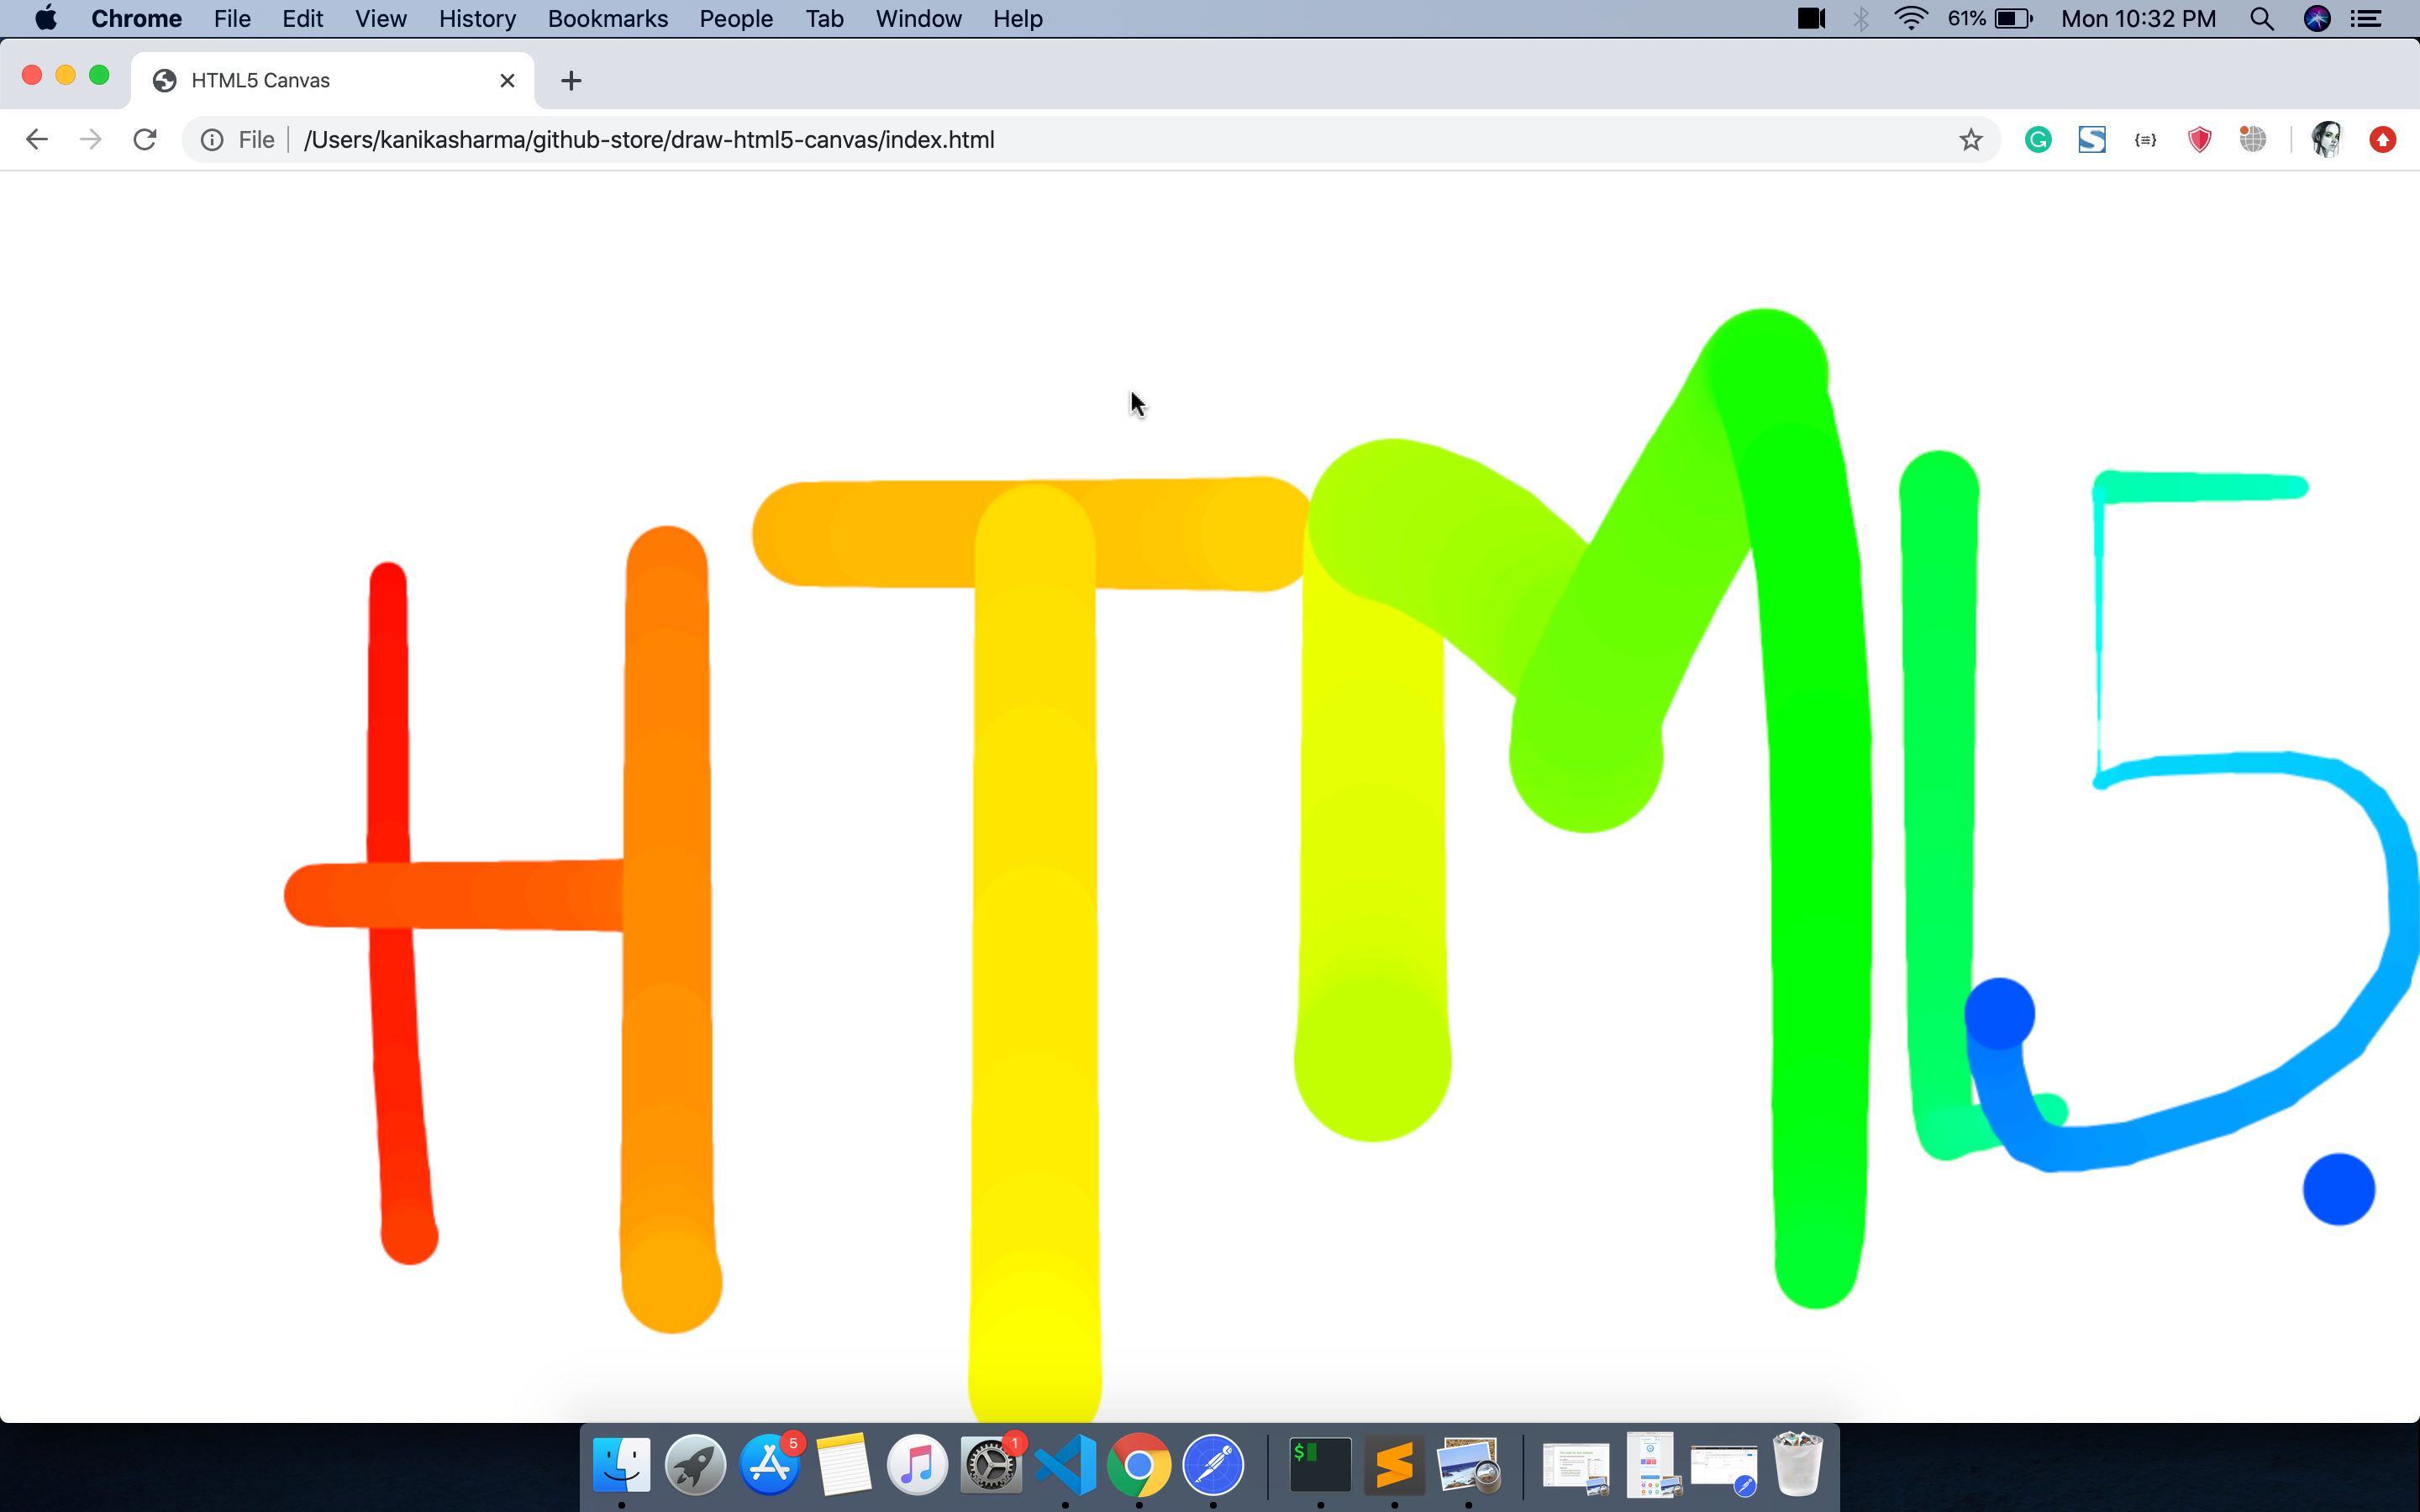 Chrome File Edit View History Bookmarks People Tab Window Help 61% Mon 10:32 PM
HTML5 Canvas
File /Users/kanikasharma/github-store/draw-html5-canvas/index.html
HTML5
5 1
$